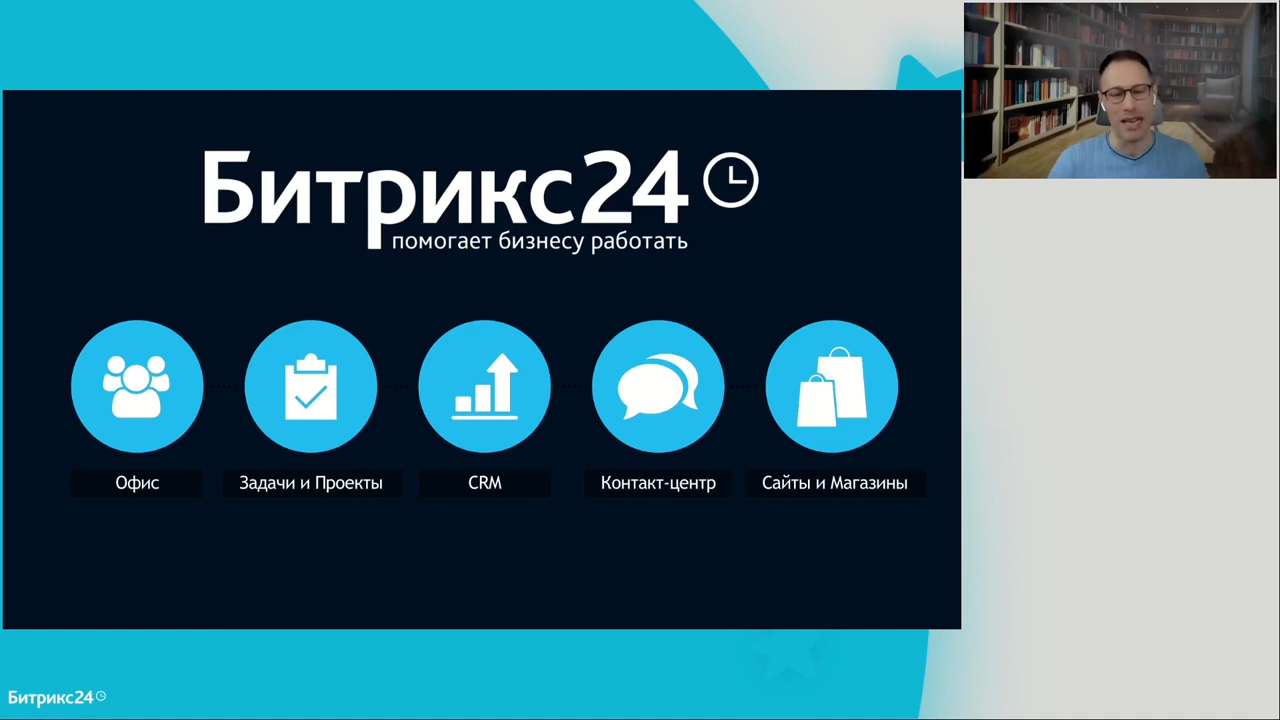 Битрикс24
помогает бизнесу работать
Офис
Задачи и Проекты
CRM
Контакт-центр
Сайты и Магазины
Битрикс24